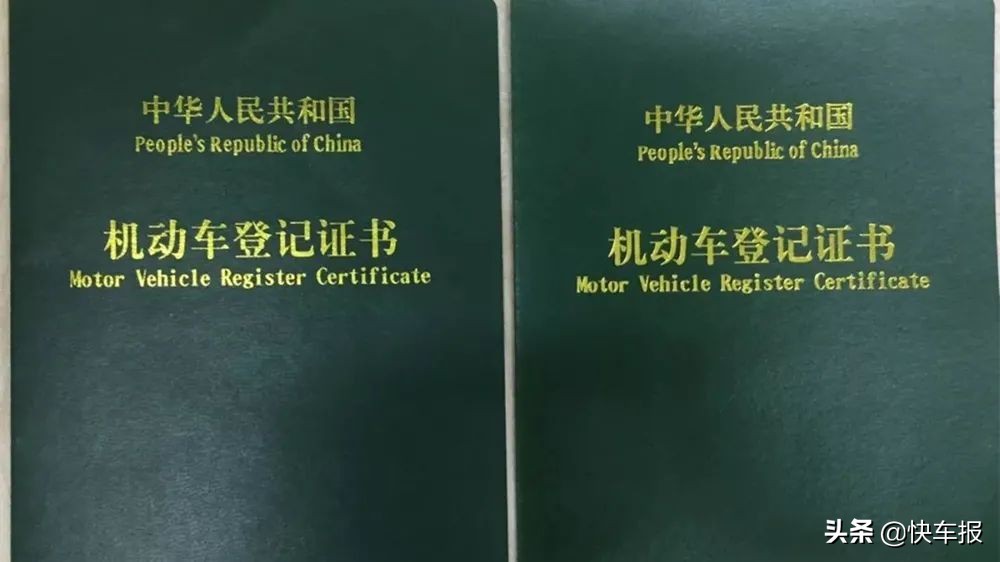 中华人民共和国
People's Republic of China
机动车登记证书
Motor Vehicle Register Certificate
中华人民共和国
People's Republic of China
机动车登记证书
Motor Vehicle Register Certificate
头条 @快车报